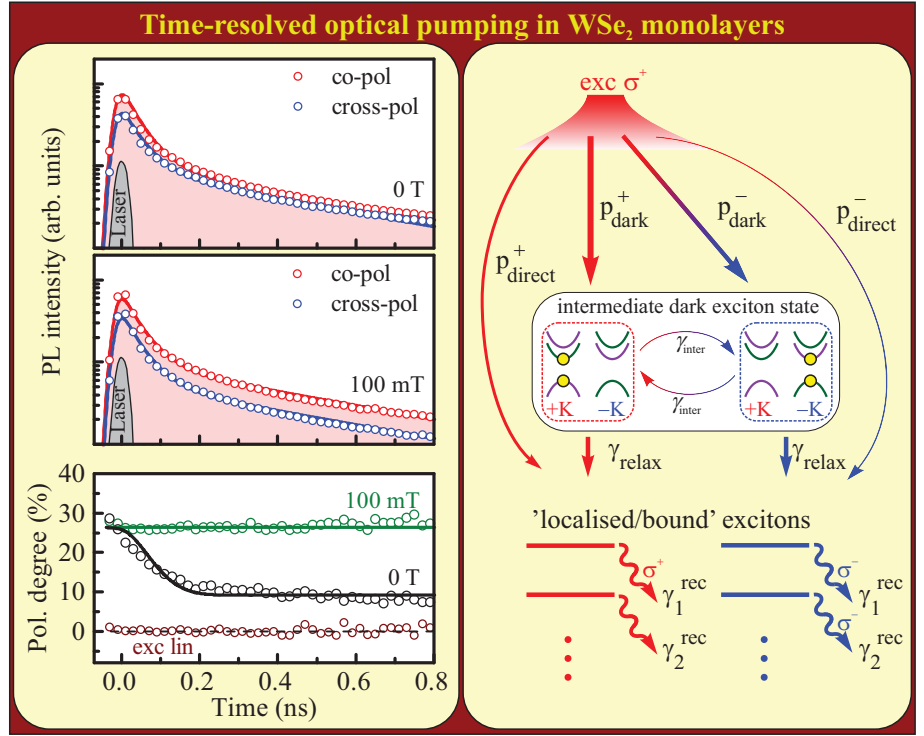 Time-resolved optical pumping in WSe₂ monolayers
co-pol
cross-pol
0 T
Laser
PL intensity (arb. units)
co-pol
cross-pol
100 mT
Laser
40
30
20
10
0
Pol. degree (%)
100 mT
0 T
exc lin
0.0 0.2 0.4 0.6 0.8
Time (ns)
exc σ⁺
p⁺dark
p⁻dark
p⁺direct
p⁻direct
intermediate dark exciton state
γinter
γinter
+K −K
+K −K
γrelax
γrelax
'localised/bound' excitons
σ⁺
γ₁rec
γ₂rec
σ⁻
γ₁rec
σ⁻
γ₂rec